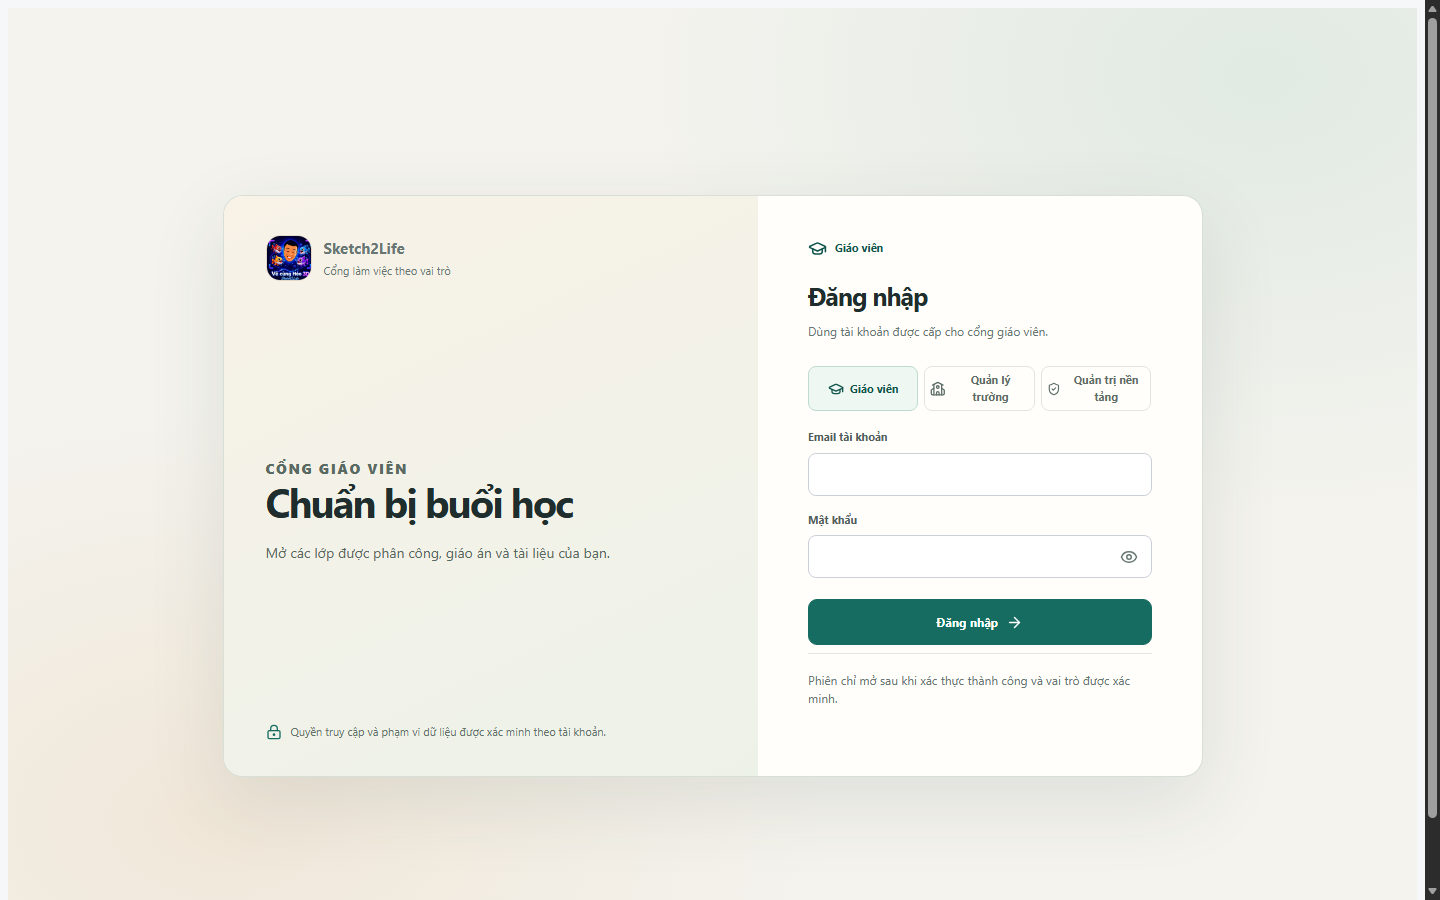 Sketch2Life
Cổng làm việc theo vai trò
CỔNG GIÁO VIÊN
Chuẩn bị buổi học
Mở các lớp được phân công, giáo án và tài liệu của bạn.
Quyền truy cập và phạm vi dữ liệu được xác minh theo tài khoản.
Giáo viên
Đăng nhập
Dùng tài khoản được cấp cho cổng giáo viên.
Giáo viên
Quản lý
trường
Quản trị nền
tảng
Email tài khoản
Mật khẩu
Đăng nhập
Phiên chỉ mở sau khi xác thực thành công và vai trò được xác
minh.